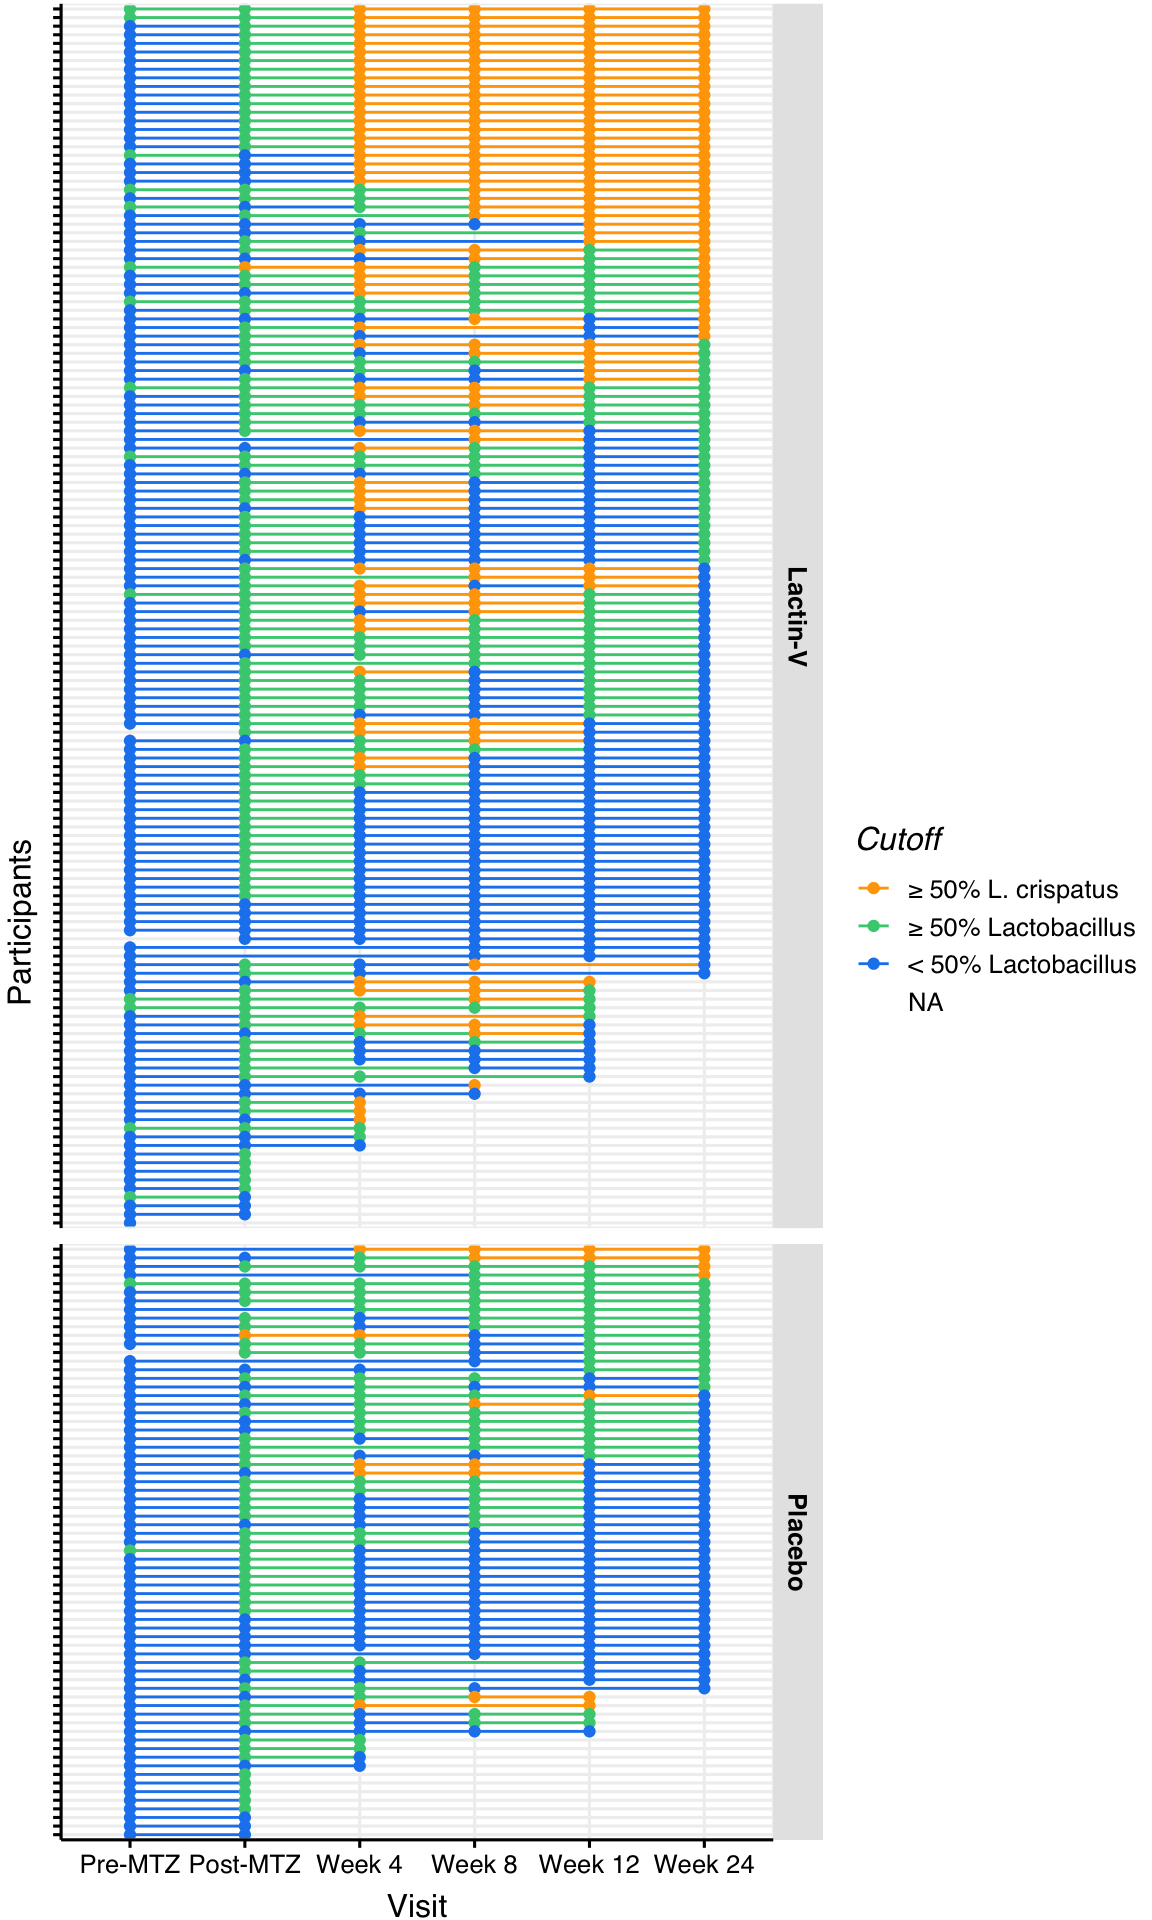 Participants
Lactin-V
Placebo
Cutoff
≥ 50% L. crispatus
≥ 50% Lactobacillus
< 50% Lactobacillus
NA
Pre-MTZ Post-MTZ Week 4 Week 8 Week 12 Week 24
Visit